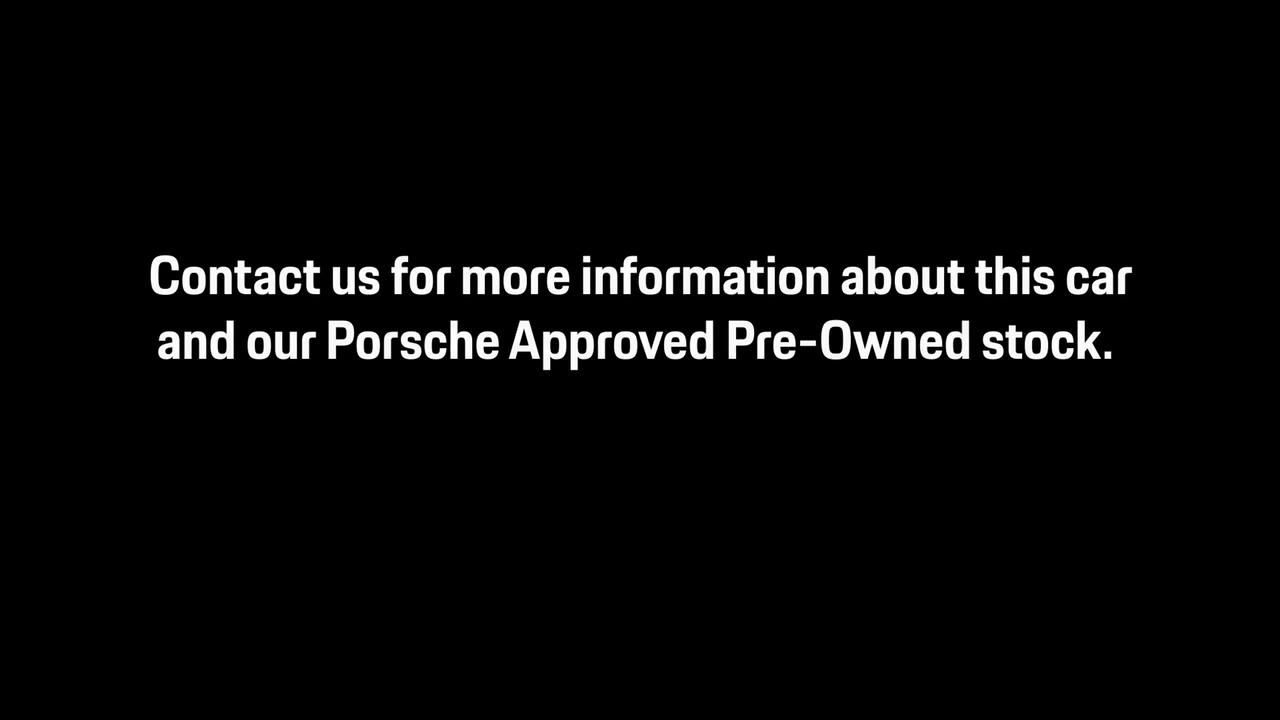 Contact us for more information about this car
and our Porsche Approved Pre-Owned stock.